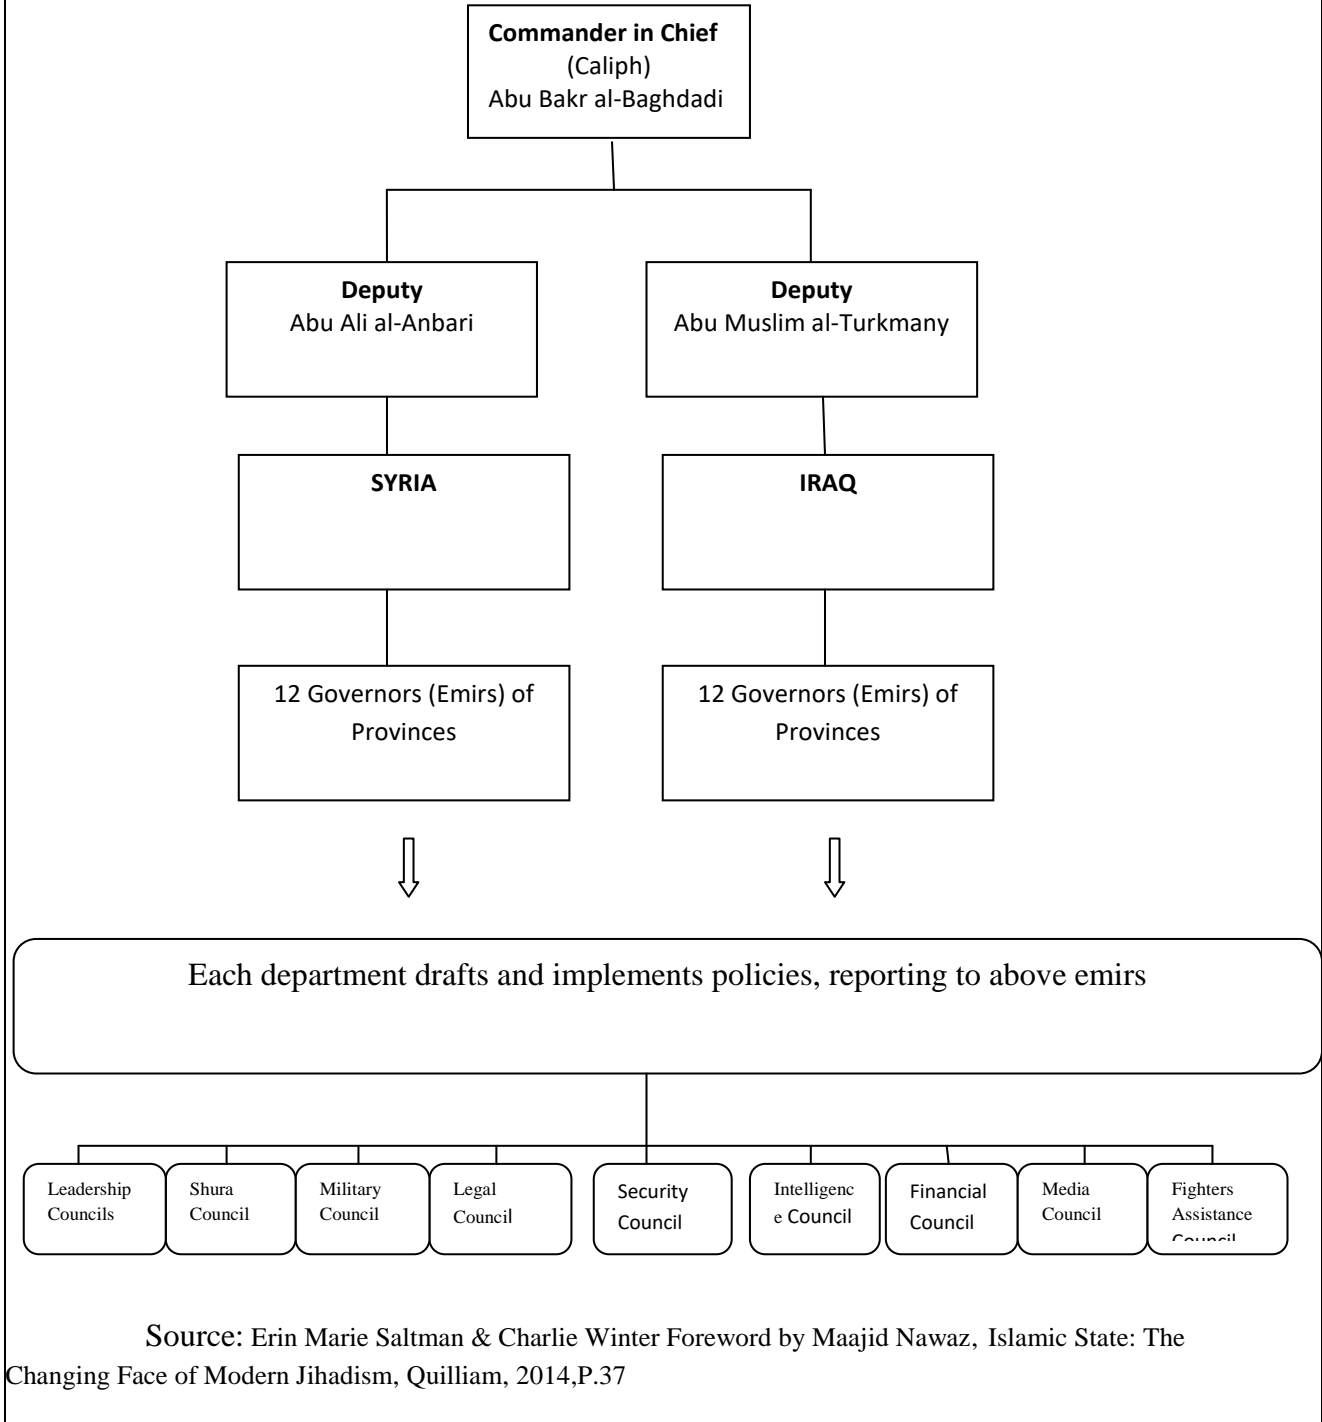 Commander in Chief
(Caliph)
Abu Bakr al-Baghdadi
Deputy
Abu Ali al-Anbari
Deputy
Abu Muslim al-Turkmany
SYRIA
IRAQ
12 Governors (Emirs) of
Provinces
12 Governors (Emirs) of
Provinces
Each department drafts and implements policies, reporting to above emirs
Leadership
Councils
Shura
Council
Military
Council
Legal
Council
Security
Council
Intelligenc
e Council
Financial
Council
Media
Council
Fighters
Assistance
Council
Source: Erin Marie Saltman & Charlie Winter Foreword by Maajid Nawaz, Islamic State: The
Changing Face of Modern Jihadism, Quilliam, 2014,P.37